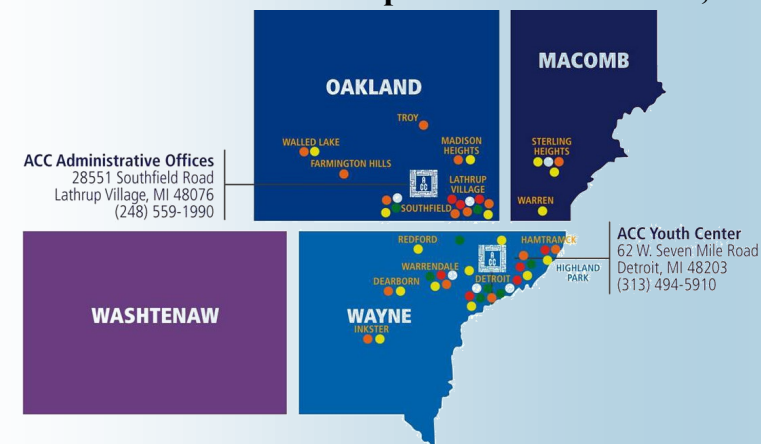 OAKLAND
MACOMB
TROY
WALLED LAKE
MADISON
HEIGHTS
STERLING
HEIGHTS
FARMINGTON HILLS
ACC Administrative Offices
28551 Southfield Road
Lathrup Village, MI 48076
(248) 559-1990
A
CC
LATHRUP
VILLAGE
SOUTHFIELD
WARREN
ACC Youth Center
62 W. Seven Mile Road
Detroit, MI 48203
(313) 494-5910
REDFORD
HAMTRAMCK
A
CC
HIGHLAND
PARK
WARRENDALE
DETROIT
DEARBORN
WASHTENAW
WAYNE
INKSTER